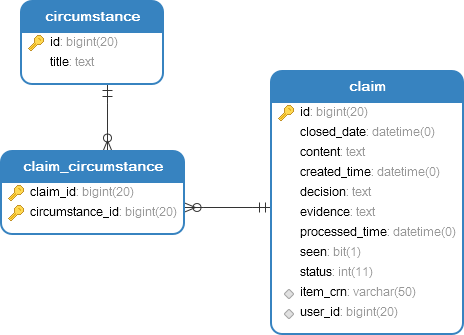 circumstance
id: bigint(20)
title: text
claim_circumstance
claim_id: bigint(20)
circumstance_id: bigint(20)
claim
id: bigint(20)
closed_date: datetime(0)
content: text
created_time: datetime(0)
decision: text
evidence: text
processed_time: datetime(0)
seen: bit(1)
status: int(11)
item_crn: varchar(50)
user_id: bigint(20)